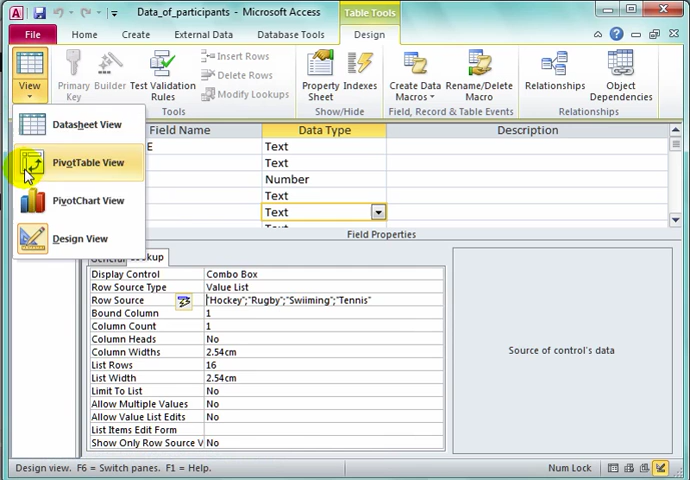 Data_of_participants - Microsoft Access
Table Tools
File
Home
Create
External Data
Database Tools
Design
View
Primary Key
Builder
Test Validation Rules
Insert Rows
Delete Rows
Modify Lookups
Property Sheet
Indexes
Create Data Macros
Rename/Delete Macro
Relationships
Object Dependencies
Tools
Show/Hide
Field, Record & Table Events
Relationships
Datasheet View
PivotTable View
PivotChart View
Design View
Field Name
Data Type
Description
E
Text
Text
Number
Text
Text
Field Properties
Lookup
Display Control Combo Box
Row Source Type Value List
Row Source "Hockey";"Rugby";"Swiiming";"Tennis"
Bound Column 1
Column Count 1
Column Heads No
Column Widths 2.54cm
List Rows 16
List Width 2.54cm
Limit To List No
Allow Multiple Values No
Allow Value List Edits No
List Items Edit Form
Show Only Row Source V No
Source of control's data
Design view. F6 = Switch panes. F1 = Help.
Num Lock